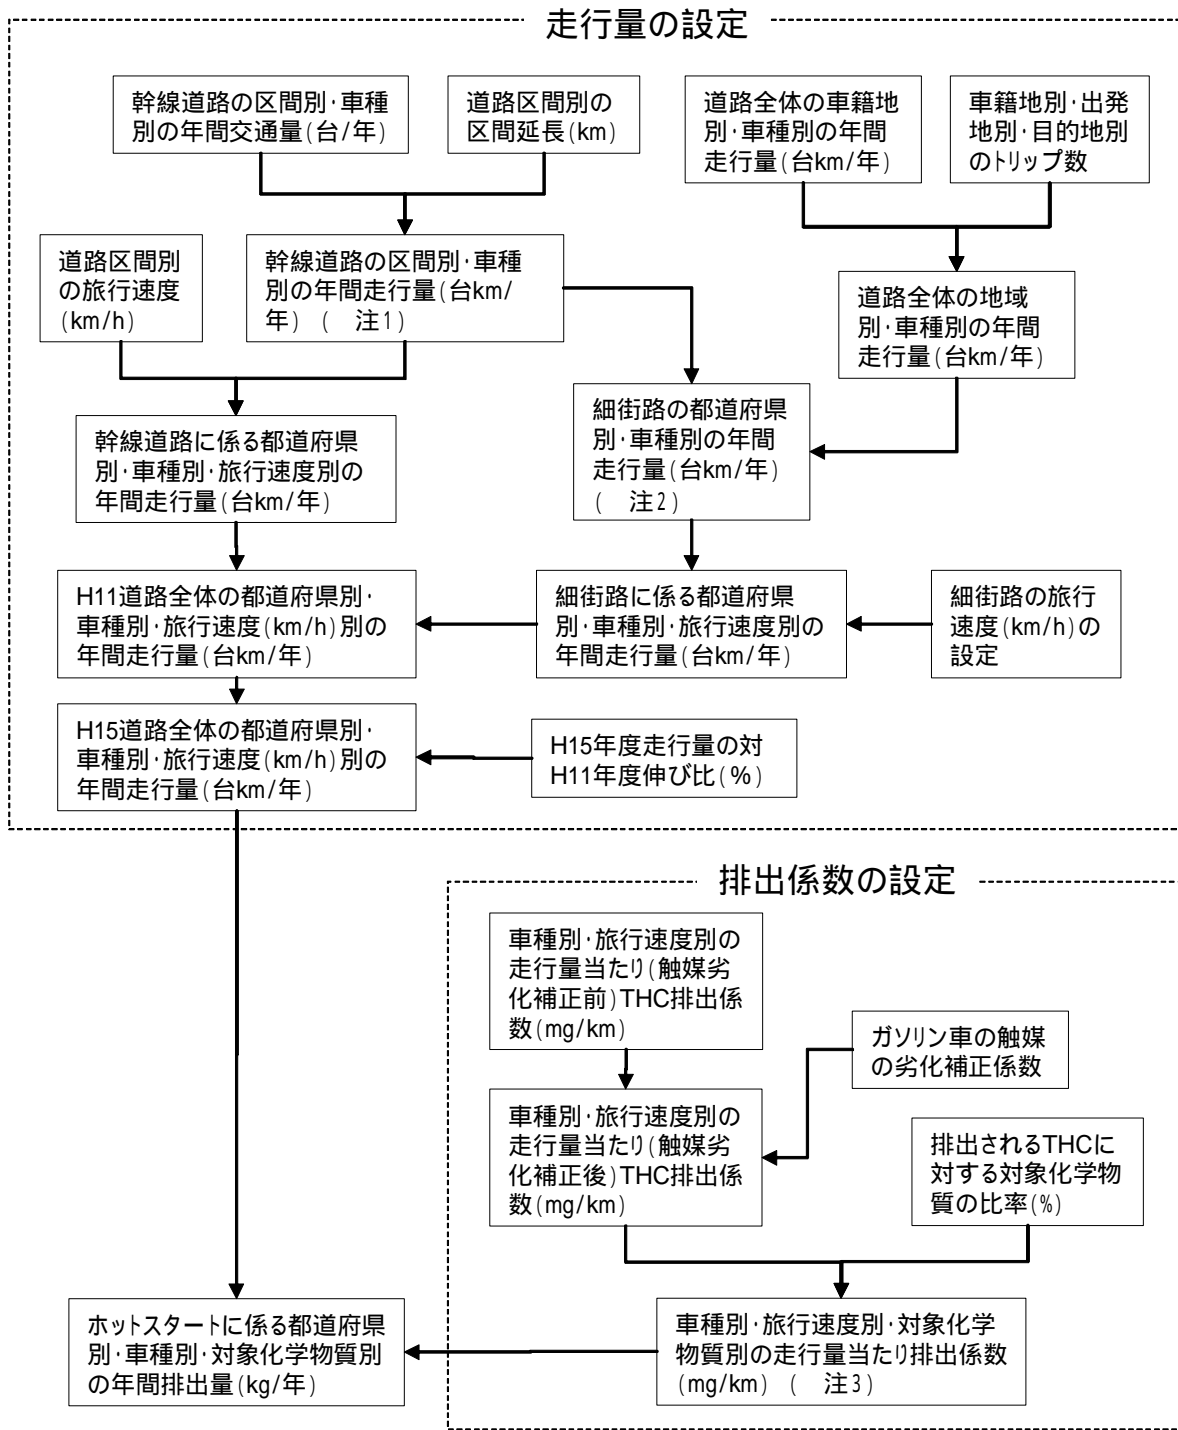 走行量の設定
幹線道路の区間別･車種
別の年間交通量(台/年)
道路区間別の
区間延長(km)
道路全体の車籍地
別･車種別の年間
走行量(台km/年)
車籍地別･出発
地別･目的地別
のトリップ数
道路区間別
の旅行速度
(km/h)
幹線道路の区間別･車種
別の年間走行量(台km/
年) ( 注1)
道路全体の地域
別･車種別の年間
走行量(台km/年)
細街路の都道府県
別･車種別の年間
走行量(台km/年)
( 注2)
幹線道路に係る都道府県
別･車種別･旅行速度別の
年間走行量(台km/年)
H11道路全体の都道府県別･
車種別･旅行速度(km/h)別の
年間走行量(台km/年)
細街路に係る都道府県
別･車種別･旅行速度別の
年間走行量(台km/年)
細街路の旅行
速度(km/h)の
設定
H15道路全体の都道府県別･
車種別･旅行速度(km/h)別の
年間走行量(台km/年)
H15年度走行量の対
H11年度伸び比(%)
排出係数の設定
車種別･旅行速度別の
走行量当たり(触媒劣
化補正前)THC排出係
数(mg/km)
ガソリン車の触媒
の劣化補正係数
車種別･旅行速度別の
走行量当たり(触媒劣
化補正後)THC排出係
数(mg/km)
排出されるTHCに
対する対象化学物
質の比率(%)
ホットスタートに係る都道府県
別･車種別･対象化学物質別
の年間排出量(kg/年)
車種別･旅行速度別･対象化学
物質別の走行量当たり排出係数
(mg/km) ( 注3)